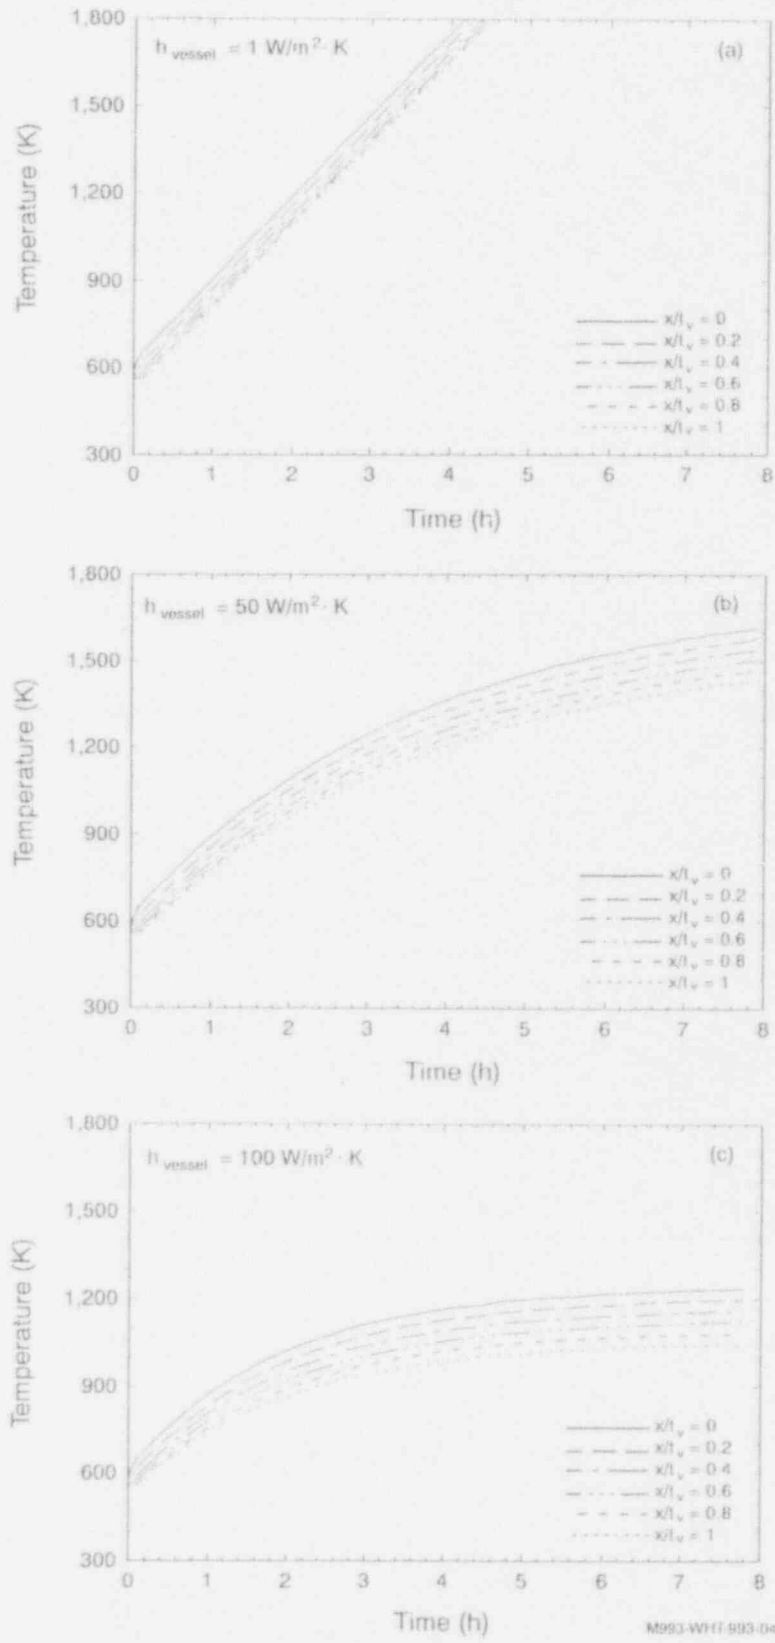 1,800
h vessel = 1 W/m²· K
(a)
1,500
1,200
900
600
300
Temperature (K)
x/t v = 0
x/t v = 0.2
x/t v = 0.4
x/t v = 0.6
x/t v = 0.8
x/t v = 1
0 1 2 3 4 5 6 7 8
Time (h)
1,800
h vessel = 50 W/m²· K
(b)
1,500
1,200
900
600
300
Temperature (K)
x/t v = 0
x/t v = 0.2
x/t v = 0.4
x/t v = 0.6
x/t v = 0.8
x/t v = 1
0 1 2 3 4 5 6 7 8
Time (h)
1,800
h vessel = 100 W/m²· K
(c)
1,500
1,200
900
600
300
Temperature (K)
x/t v = 0
x/t v = 0.2
x/t v = 0.4
x/t v = 0.6
x/t v = 0.8
x/t v = 1
0 1 2 3 4 5 6 7 8
Time (h)